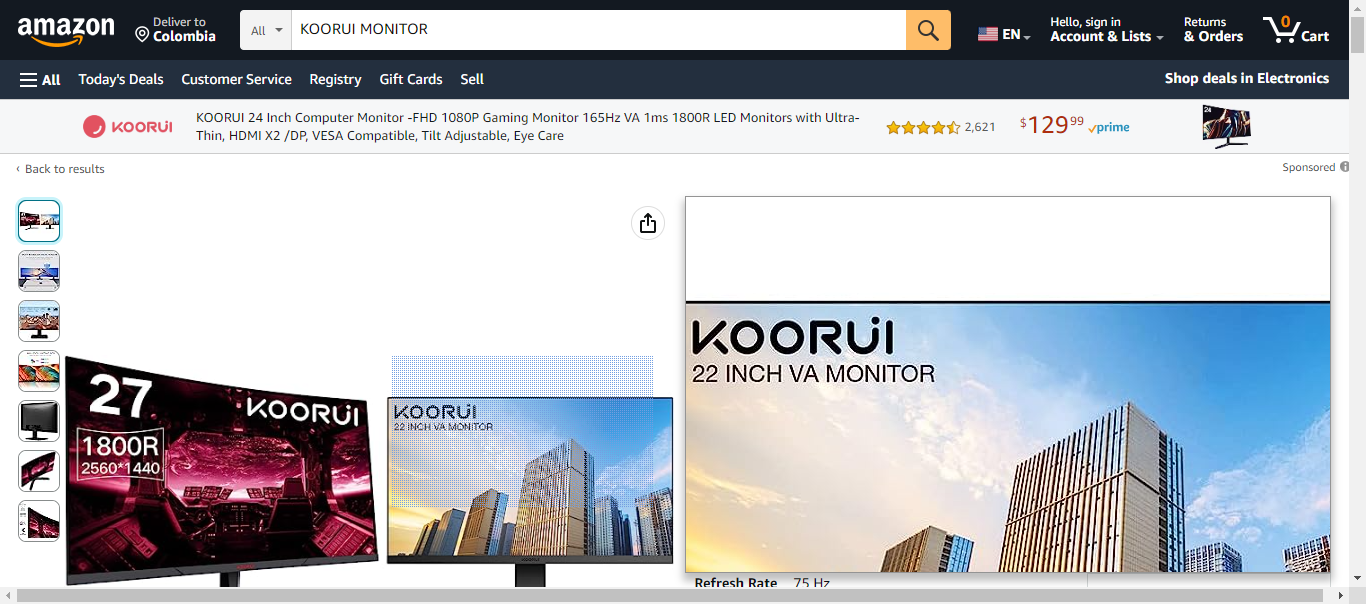 amazon
Deliver to
Colombia
All
KOORUI MONITOR
EN
Hello, sign in
Account & Lists
Returns
& Orders
0
Cart
All
Today's Deals
Customer Service
Registry
Gift Cards
Sell
Shop deals in Electronics
KOORUI
KOORUI 24 Inch Computer Monitor -FHD 1080P Gaming Monitor 165Hz VA 1ms 1800R LED Monitors with Ultra-
Thin, HDMI X2 /DP, VESA Compatible, Tilt Adjustable, Eye Care
2,621
$129 99
prime
24
‹ Back to results
Sponsored
27
KOORUI
1800R
2560*1440
KOORUI
22 INCH VA MONITOR
KOORUI
22 INCH VA MONITOR
Refresh Rate 75 Hz